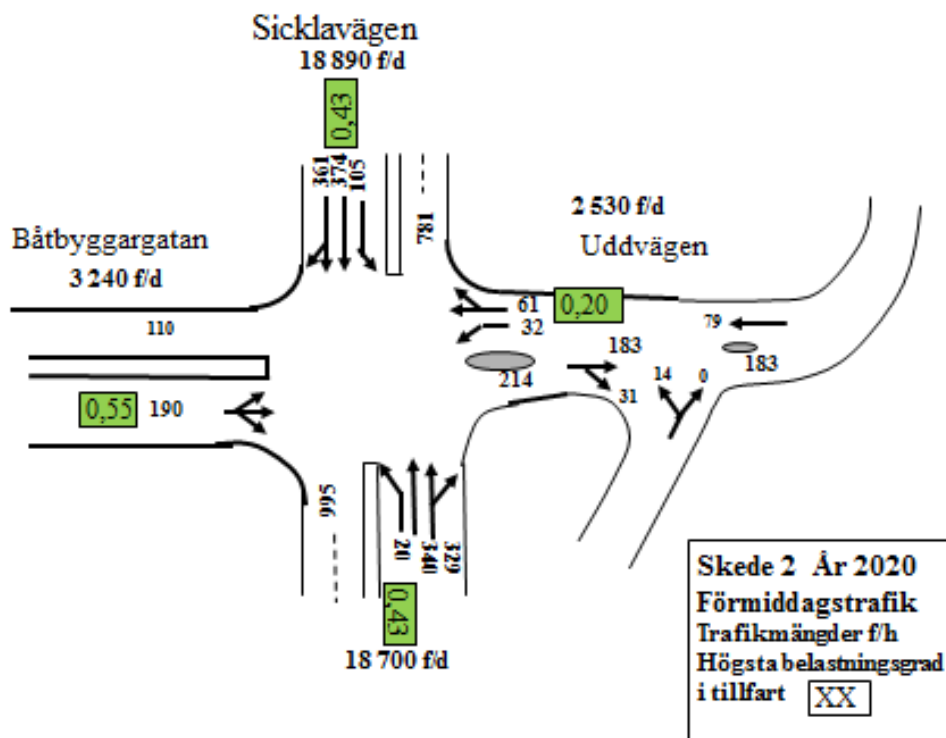 Sicklavägen
18 890 f/d
0,43
361
374
105
781
2 530 f/d
Uddvägen
Båtbyggargatan
3 240 f/d
110
61
0,20
32
79
183
183
214
14
0
31
0,55
190
995
20
340
329
0,43
18 700 f/d
Skede 2 År 2020
Förmiddagstrafik
Trafikmängder f/h
Högsta belastningsgrad
i tillfart XX